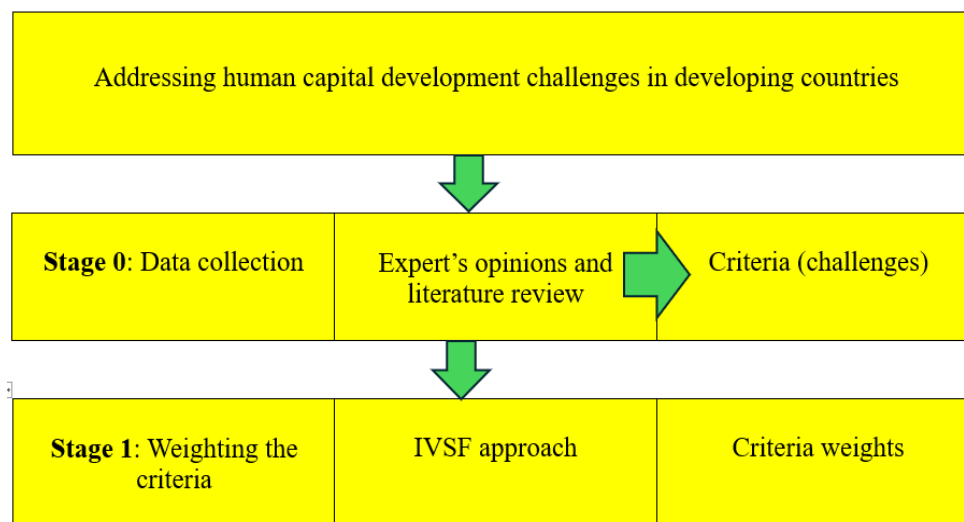 Addressing human capital development challenges in developing countries
Stage 0: Data collection
Expert’s opinions and
literature review
Criteria (challenges)
Stage 1: Weighting the
criteria
IVSF approach
Criteria weights